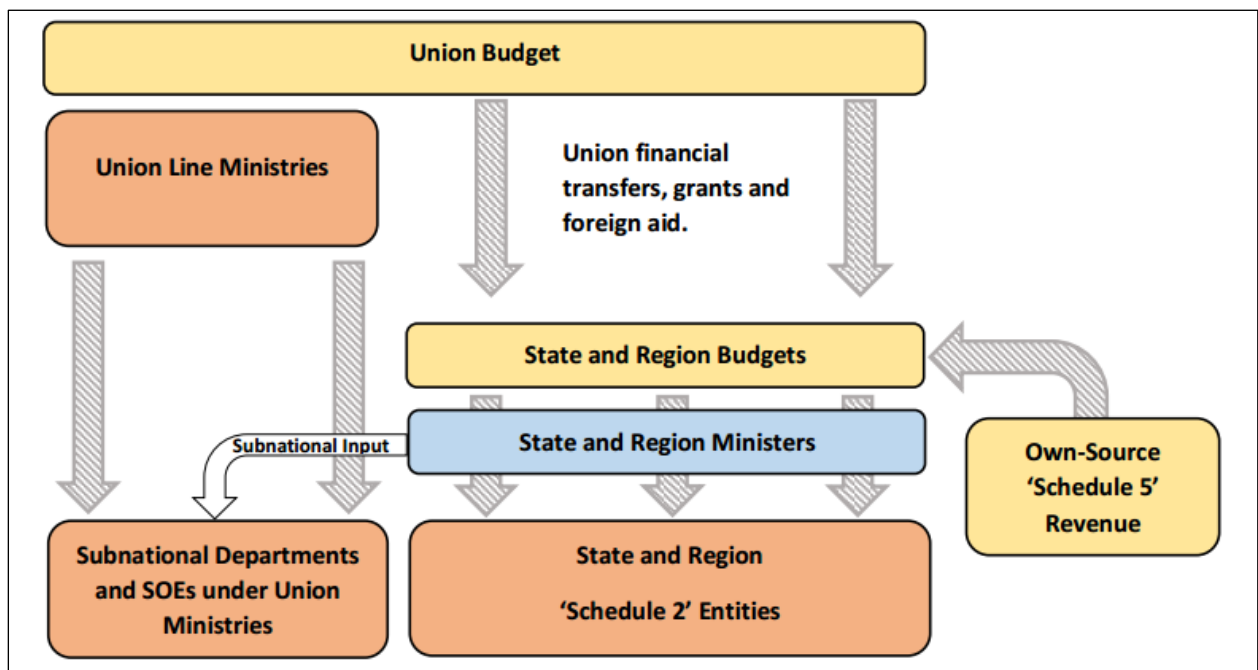 Union Budget
Union Line Ministries
Union financial
transfers, grants and
foreign aid.
State and Region Budgets
Subnational Input
State and Region Ministers
Own-Source
‘Schedule 5’
Revenue
Subnational Departments
and SOEs under Union
Ministries
State and Region
‘Schedule 2’ Entities